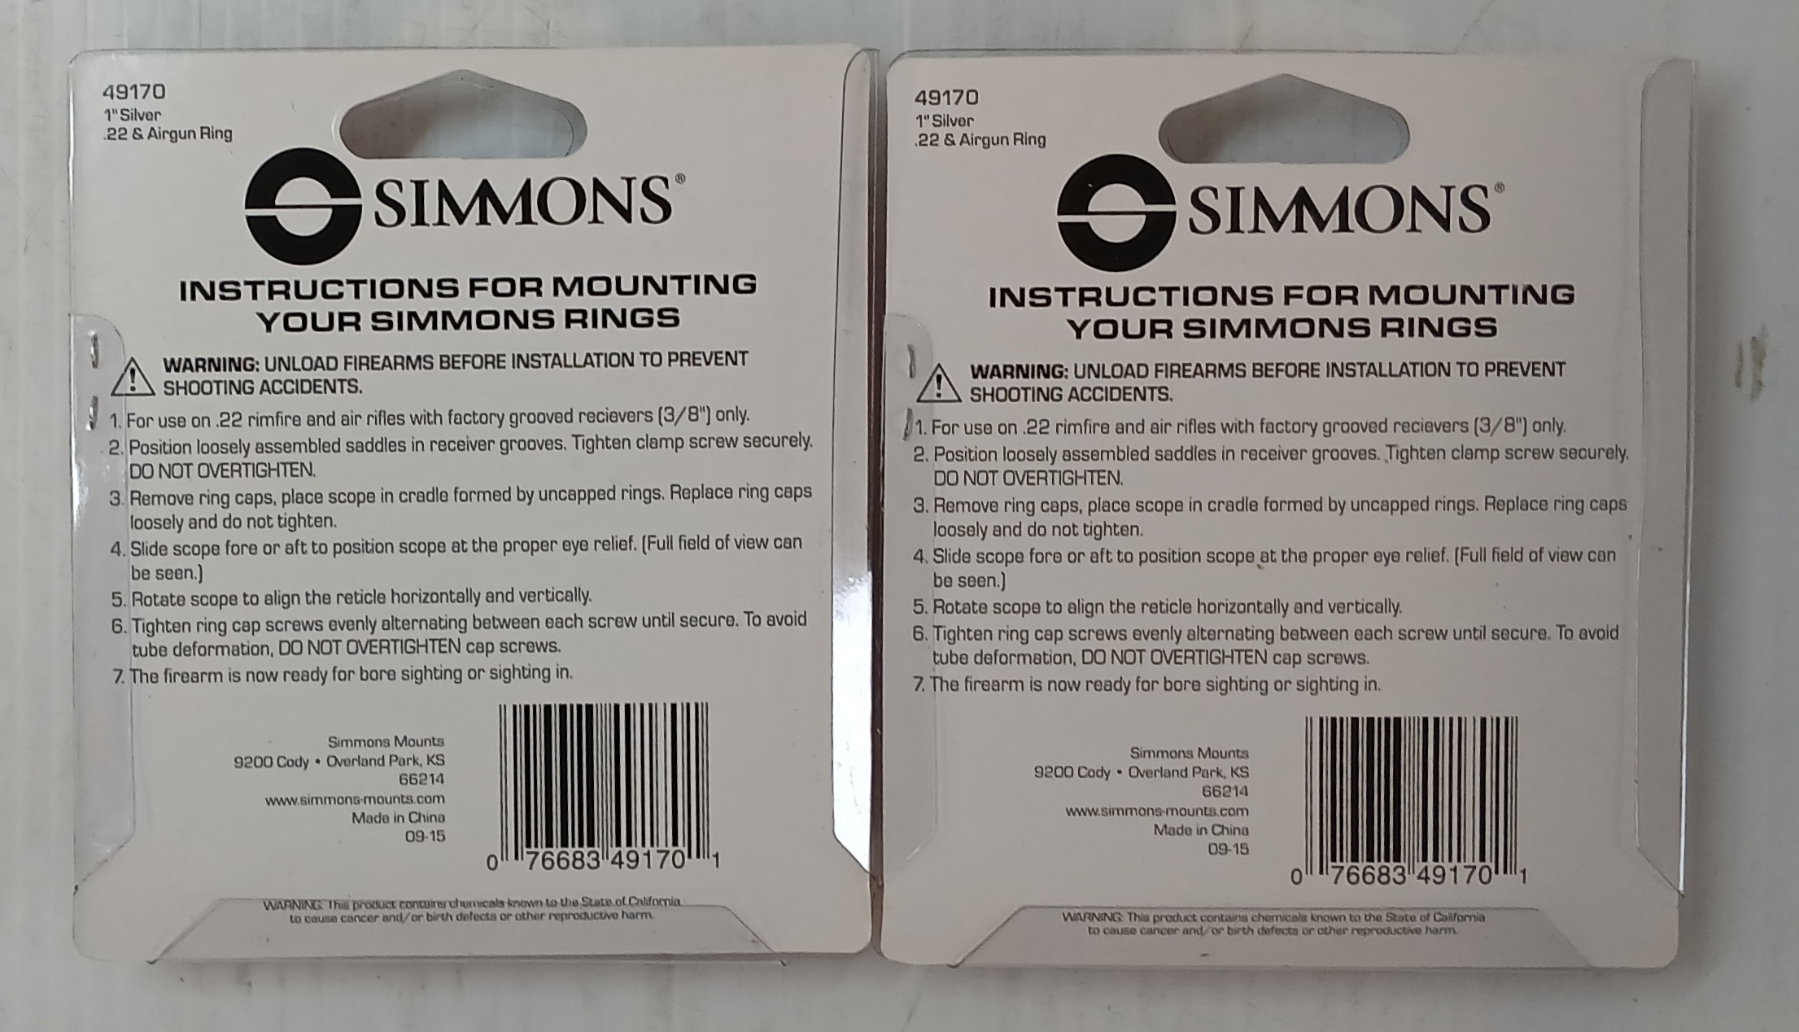 49170
1" Silver
.22 & Airgun Ring
SIMMONS®
INSTRUCTIONS FOR MOUNTING
YOUR SIMMONS RINGS
WARNING: UNLOAD FIREARMS BEFORE INSTALLATION TO PREVENT
SHOOTING ACCIDENTS.
1. For use on .22 rimfire and air rifles with factory grooved recievers (3/8") only.
2. Position loosely assembled saddles in receiver grooves. Tighten clamp screw securely.
DO NOT OVERTIGHTEN.
3. Remove ring caps, place scope in cradle formed by uncapped rings. Replace ring caps
loosely and do not tighten.
4. Slide scope fore or aft to position scope at the proper eye relief. (Full field of view can
be seen.)
5. Rotate scope to align the reticle horizontally and vertically.
6. Tighten ring cap screws evenly alternating between each screw until secure. To avoid
tube deformation, DO NOT OVERTIGHTEN cap screws.
7. The firearm is now ready for bore sighting or sighting in.
Simmons Mounts
9200 Cody • Overland Park, KS
66214
www.simmons-mounts.com
Made in China
09-15
0 76683 49170 1
WARNING: This product contains chemicals known to the State of California
to cause cancer and/or birth defects or other reproductive harm.
49170
1" Silver
.22 & Airgun Ring
SIMMONS®
INSTRUCTIONS FOR MOUNTING
YOUR SIMMONS RINGS
WARNING: UNLOAD FIREARMS BEFORE INSTALLATION TO PREVENT
SHOOTING ACCIDENTS.
1. For use on .22 rimfire and air rifles with factory grooved recievers (3/8") only.
2. Position loosely assembled saddles in receiver grooves. Tighten clamp screw securely.
DO NOT OVERTIGHTEN.
3. Remove ring caps, place scope in cradle formed by uncapped rings. Replace ring caps
loosely and do not tighten.
4. Slide scope fore or aft to position scope at the proper eye relief. (Full field of view can
be seen.)
5. Rotate scope to align the reticle horizontally and vertically.
6. Tighten ring cap screws evenly alternating between each screw until secure. To avoid
tube deformation, DO NOT OVERTIGHTEN cap screws.
7. The firearm is now ready for bore sighting or sighting in.
Simmons Mounts
9200 Cody • Overland Park, KS
66214
www.simmons-mounts.com
Made in China
09-15
0 76683 49170 1
WARNING: This product contains chemicals known to the State of California
to cause cancer and/or birth defects or other reproductive harm.